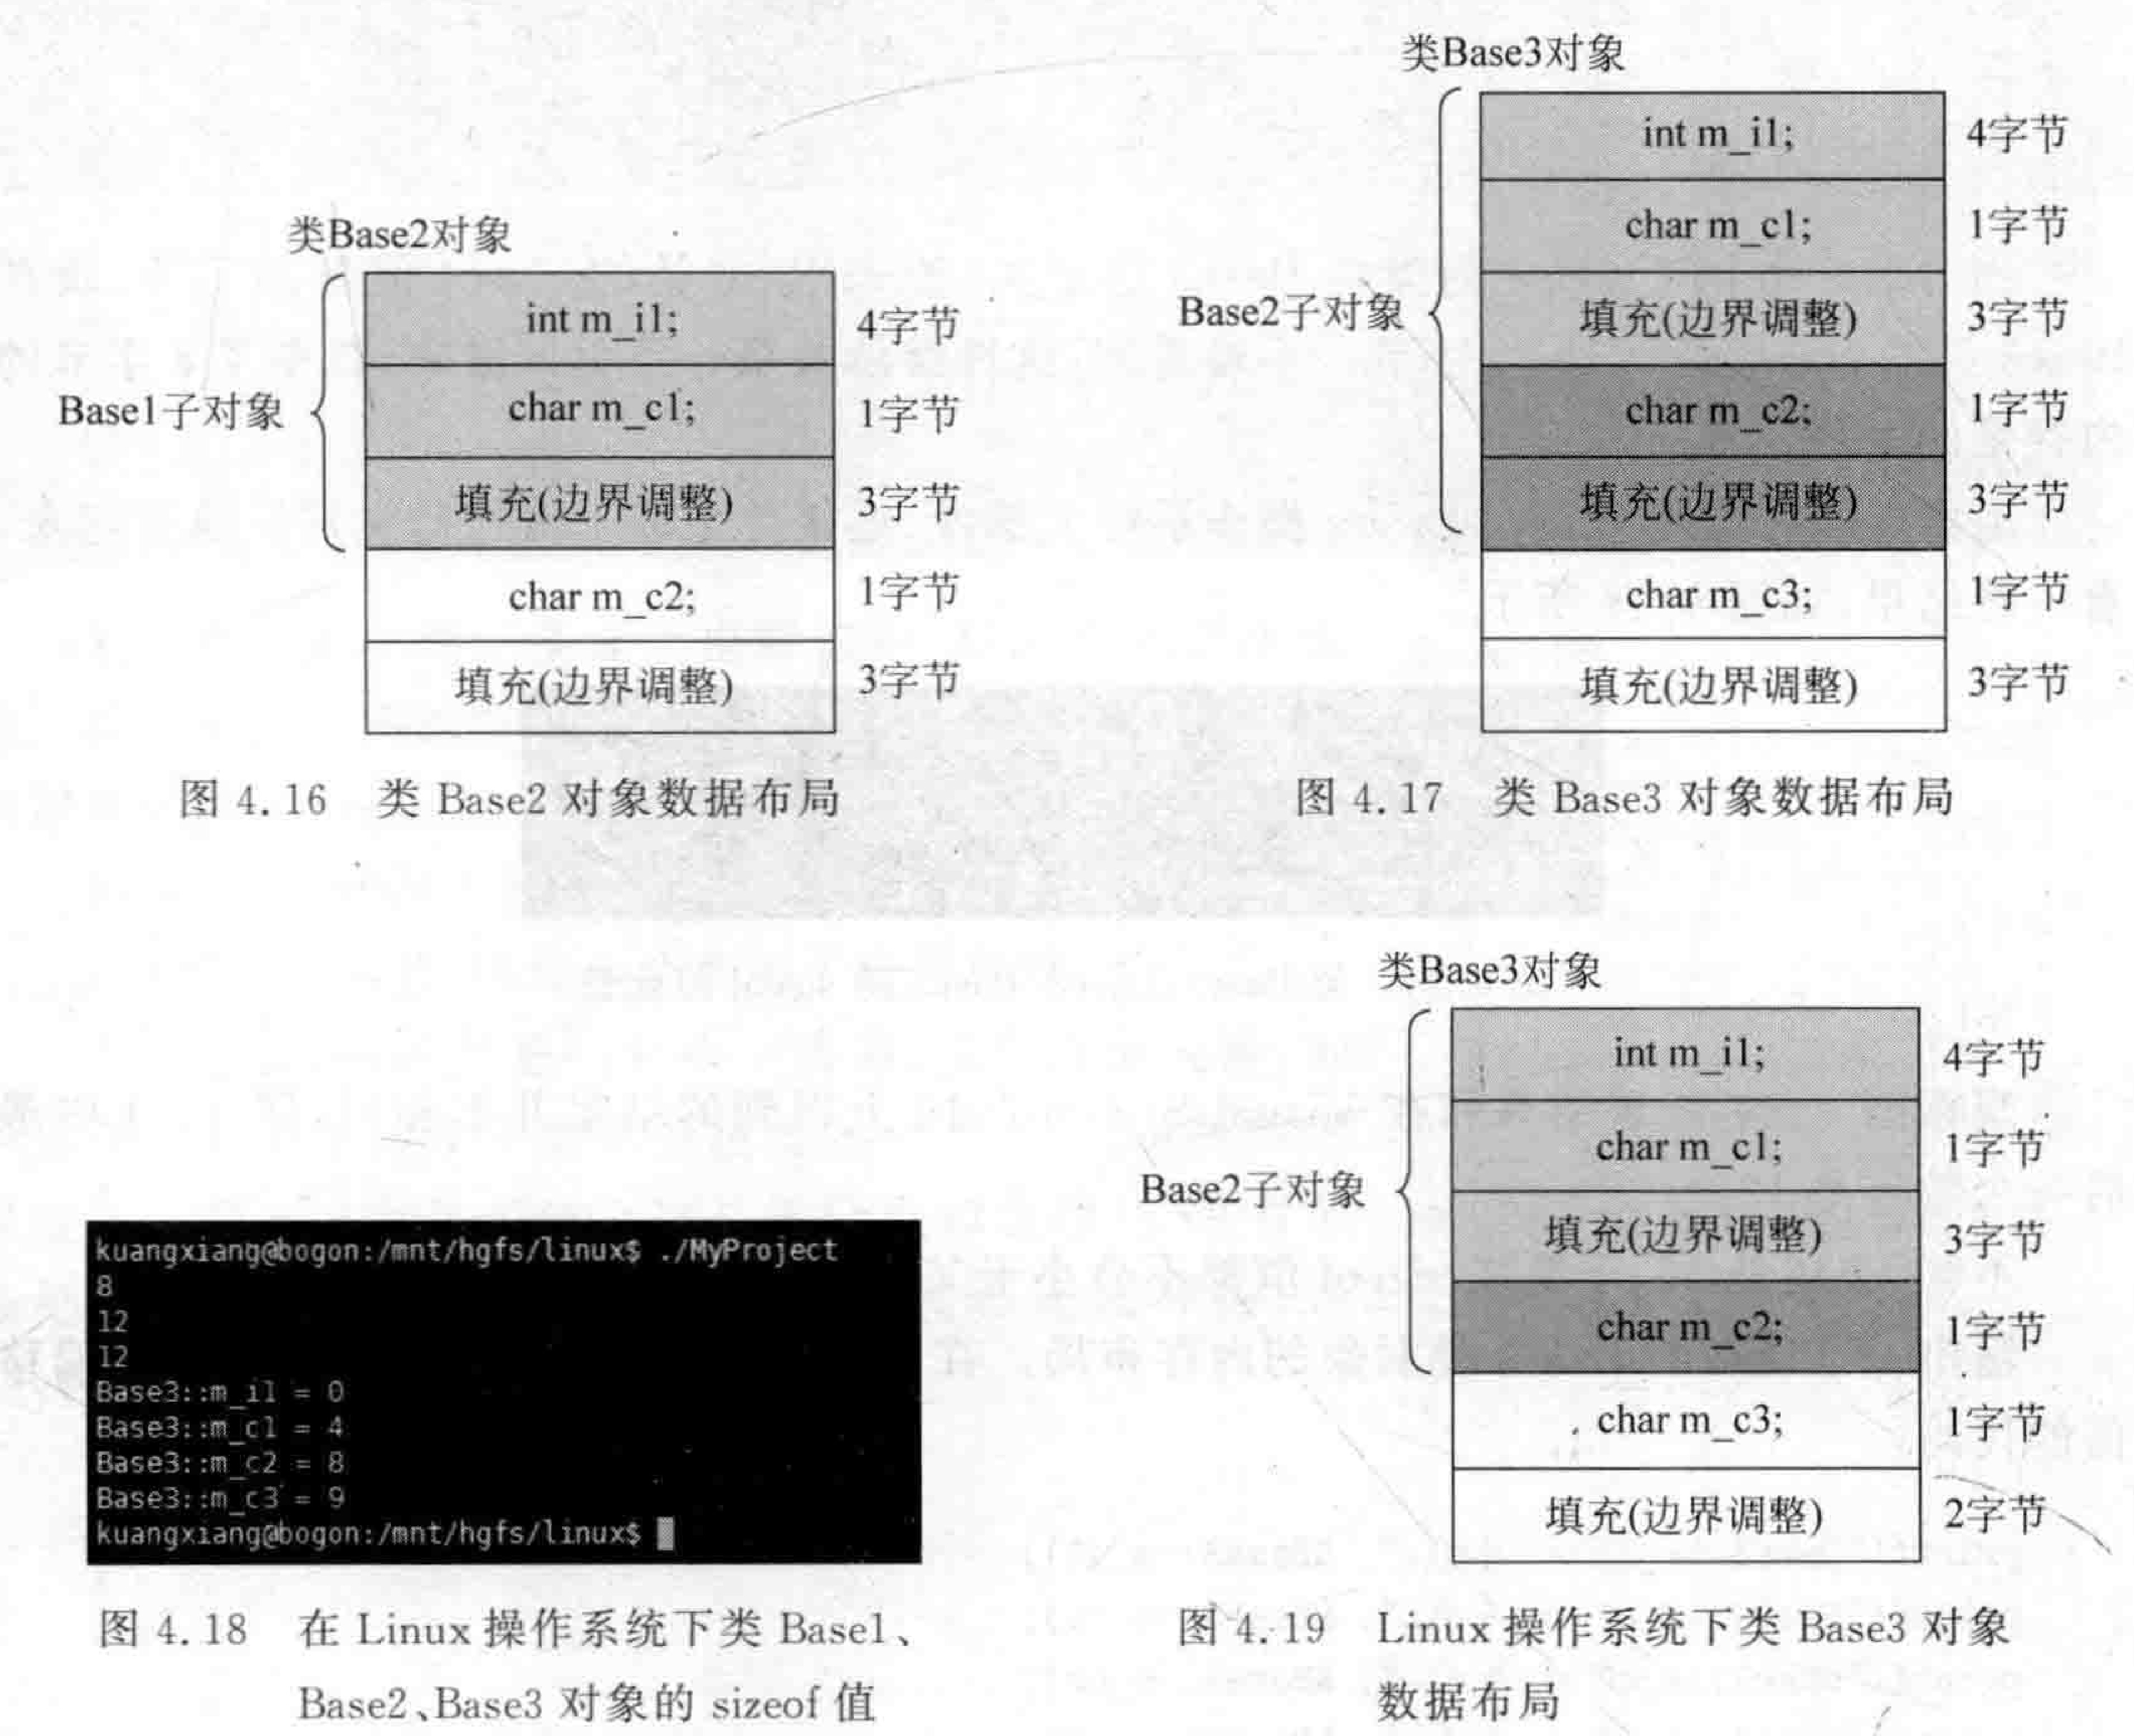 类Base2对象
int m_i1;
4字节
char m_c1;
1字节
填充(边界调整)
3字节
Base1子对象
char m_c2;
1字节
填充(边界调整)
3字节
图 4.16 类 Base2 对象数据布局
类Base3对象
int m_i1;
4字节
char m_c1;
1字节
填充(边界调整)
3字节
Base2子对象
char m_c2;
1字节
填充(边界调整)
3字节
char m_c3;
1字节
填充(边界调整)
3字节
图 4.17 类 Base3 对象数据布局
kuangxiang@bogon:/mnt/hgfs/linux$ ./MyProject
8
12
12
Base3::m_i1 = 0
Base3::m_c1 = 4
Base3::m_c2 = 8
Base3::m_c3 = 9
kuangxiang@bogon:/mnt/hgfs/linux$
图 4.18 在 Linux 操作系统下类 Base1、
Base2、Base3 对象的 sizeof 值
类Base3对象
int m_i1;
4字节
char m_c1;
1字节
Base2子对象
填充(边界调整)
3字节
char m_c2;
1字节
char m_c3;
1字节
填充(边界调整)
2字节
图 4.19 Linux 操作系统下类 Base3 对象
数据布局